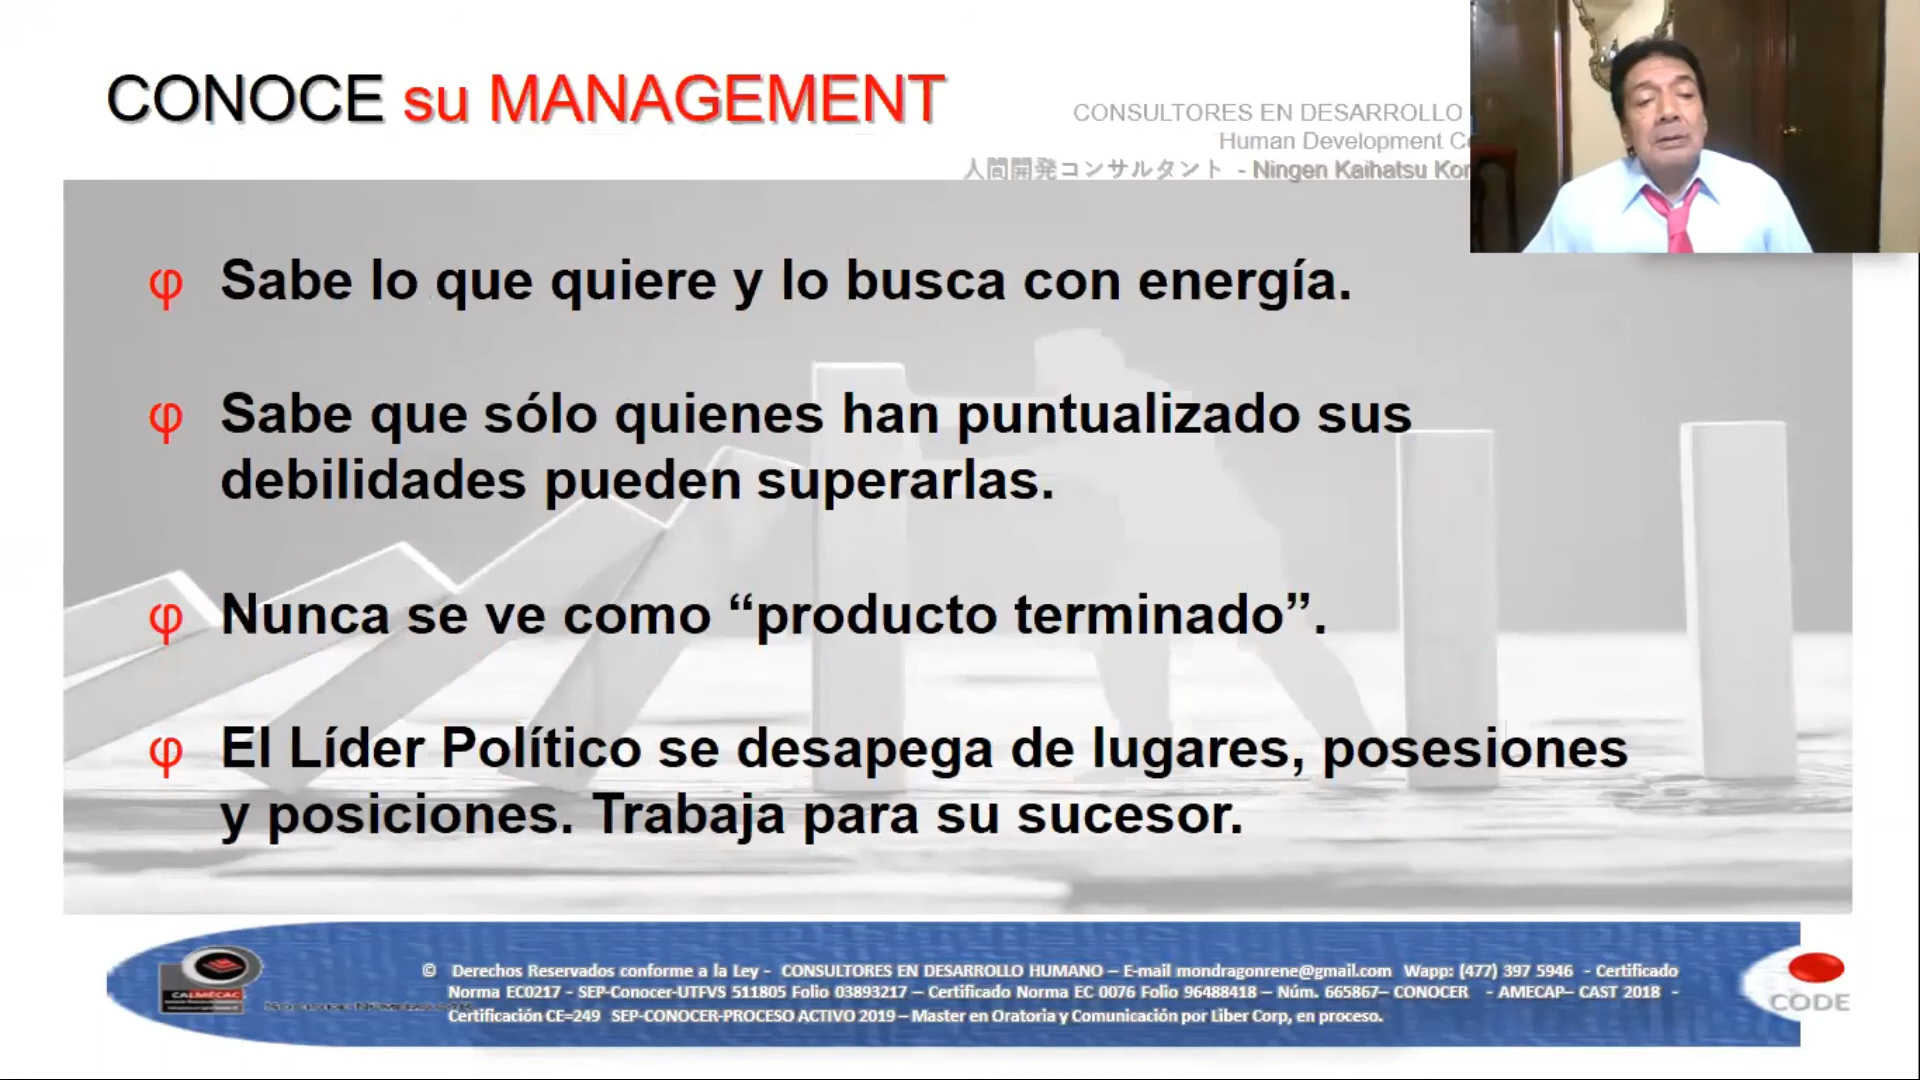 CONOCE su MANAGEMENT
CONSULTORES EN DESARROLLO
Human Development
人間開発コンサルタント - Ningen Kaihatsu
φ Sabe lo que quiere y lo busca con energía.
φ Sabe que sólo quienes han puntualizado sus
debilidades pueden superarlas.
φ Nunca se ve como “producto terminado”.
φ El Líder Político se desapega de lugares, posesiones
y posiciones. Trabaja para su sucesor.
CALMECAC
© Derechos Reservados conforme a la Ley - CONSULTORES EN DESARROLLO HUMANO – E-mail mondragonrene@gmail.com Wapp: (477) 397 5946 - Certificado
Norma EC0217 - SEP-Conocer-UTFVS 511805 Folio 03893217 – Certificado Norma EC 0076 Folio 96488418 – Núm. 665867– CONOCER - AMECAP– CAST 2018 -
Certificación CE=249 SEP-CONOCER-PROCESO ACTIVO 2019 – Master en Oratoria y Comunicación por Liber Corp, en proceso.
CODE